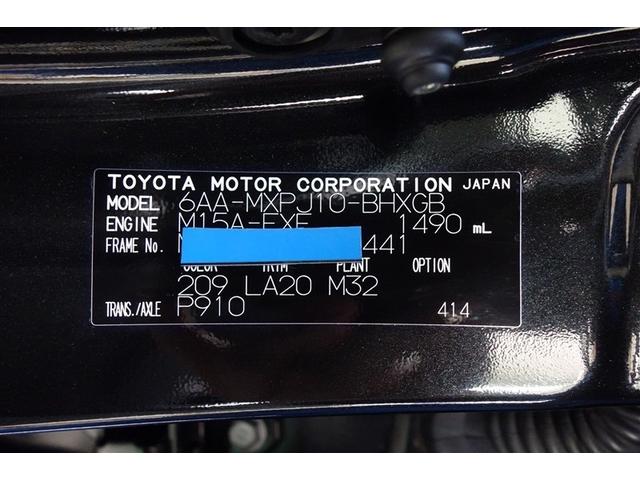 TOYOTA MOTOR CORPORATION JAPAN
MODEL 6AA-MXPJ10-BHXGB
ENGINE M15A-FXE 1490 mL
FRAME No. 441
COLOR TRIM PLANT OPTION
209 LA20 M32
TRANS./AXLE P910 414